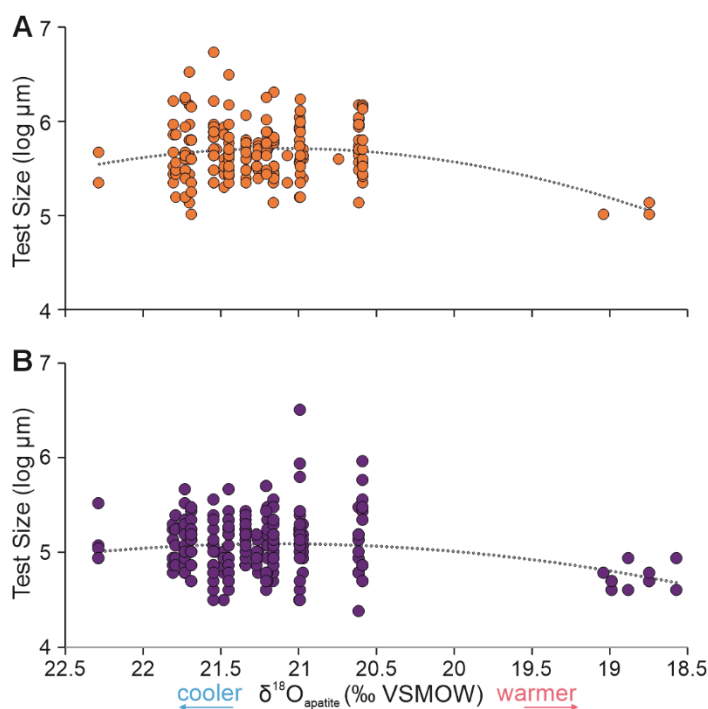 A
7
6
5
4
Test Size (log µm)
B
7
6
5
4
Test Size (log µm)
22.5 22 21.5 21 20.5 20 19.5 19 18.5
cooler δ¹⁸Oapatite (‰ VSMOW) warmer